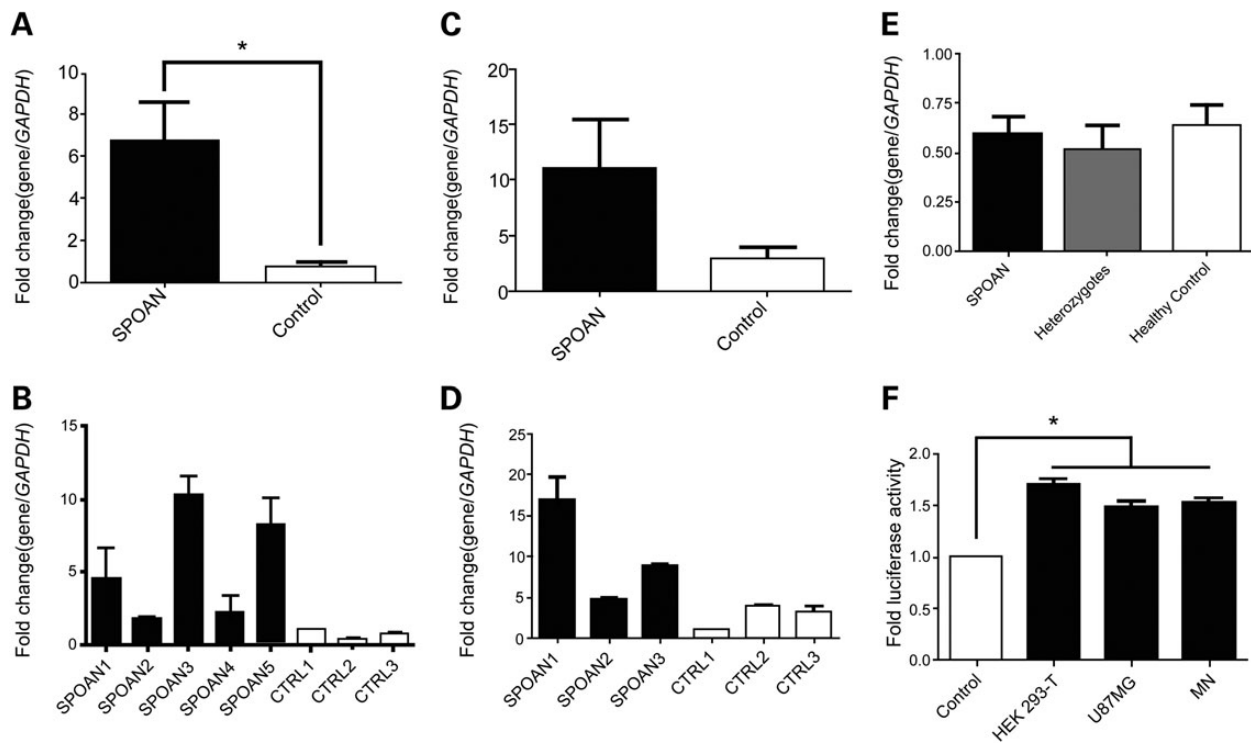 A
Fold change(gene/GAPDH)
10
8
6
4
2
0
*
SPOAN
Control
C
Fold change(gene/GAPDH)
20
15
10
5
0
SPOAN
Control
E
Fold change(gene/GAPDH)
1.00
0.75
0.50
0.25
0.00
SPOAN
Heterozygotes
Healthy Control
B
Fold change(gene/GAPDH)
15
10
5
0
SPOAN1
SPOAN2
SPOAN3
SPOAN4
SPOAN5
CTRL1
CTRL2
CTRL3
D
Fold change(gene/GAPDH)
25
20
15
10
5
0
SPOAN1
SPOAN2
SPOAN3
CTRL1
CTRL2
CTRL3
F
Fold luciferase activity
2.0
1.5
1.0
0.5
0.0
*
Control
HEK 293-T
U87MG
MN